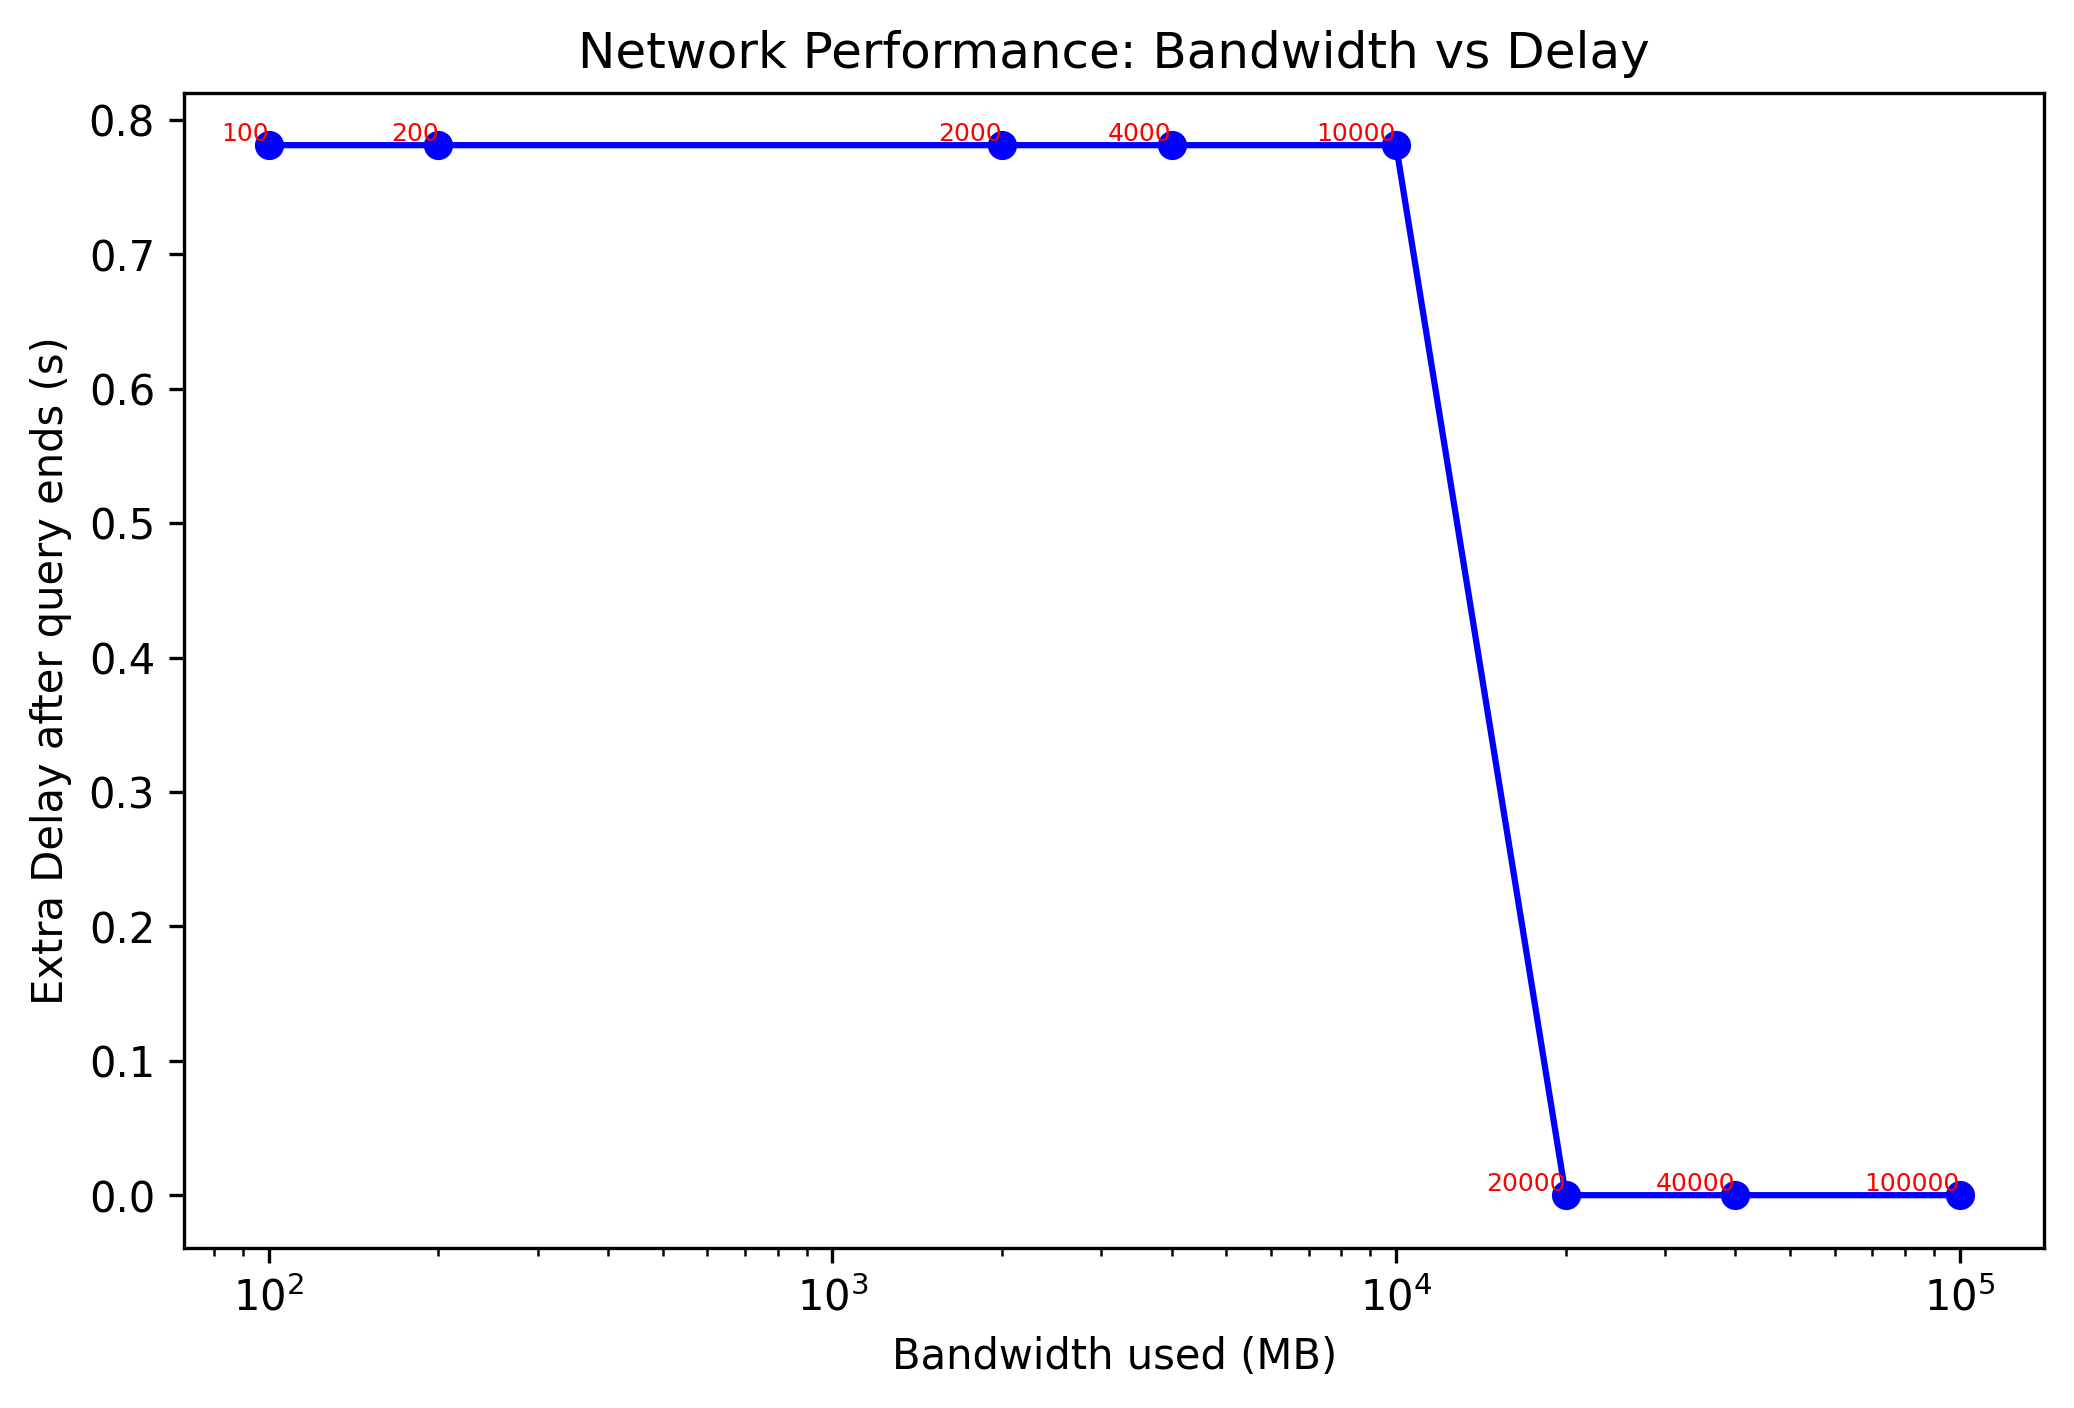 Network Performance: Bandwidth vs Delay
0.8
0.7
0.6
0.5
0.4
0.3
0.2
0.1
0.0
Extra Delay after query ends (s)
100 200 2000 4000 10000
20000 40000 100000
10² 10³ 10⁴ 10⁵
Bandwidth used (MB)